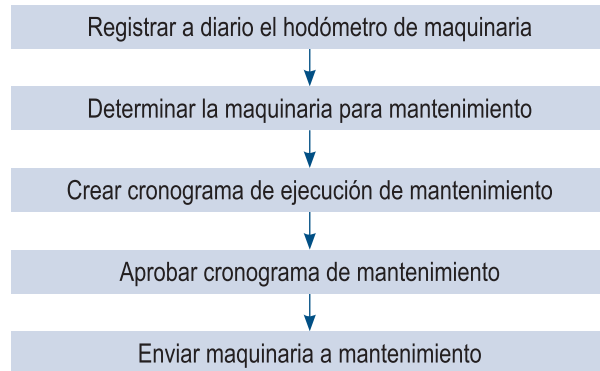 Registrar a diario el hodómetro de maquinaria
Determinar la maquinaria para mantenimiento
Crear cronograma de ejecución de mantenimiento
Aprobar cronograma de mantenimiento
Enviar maquinaria a mantenimiento